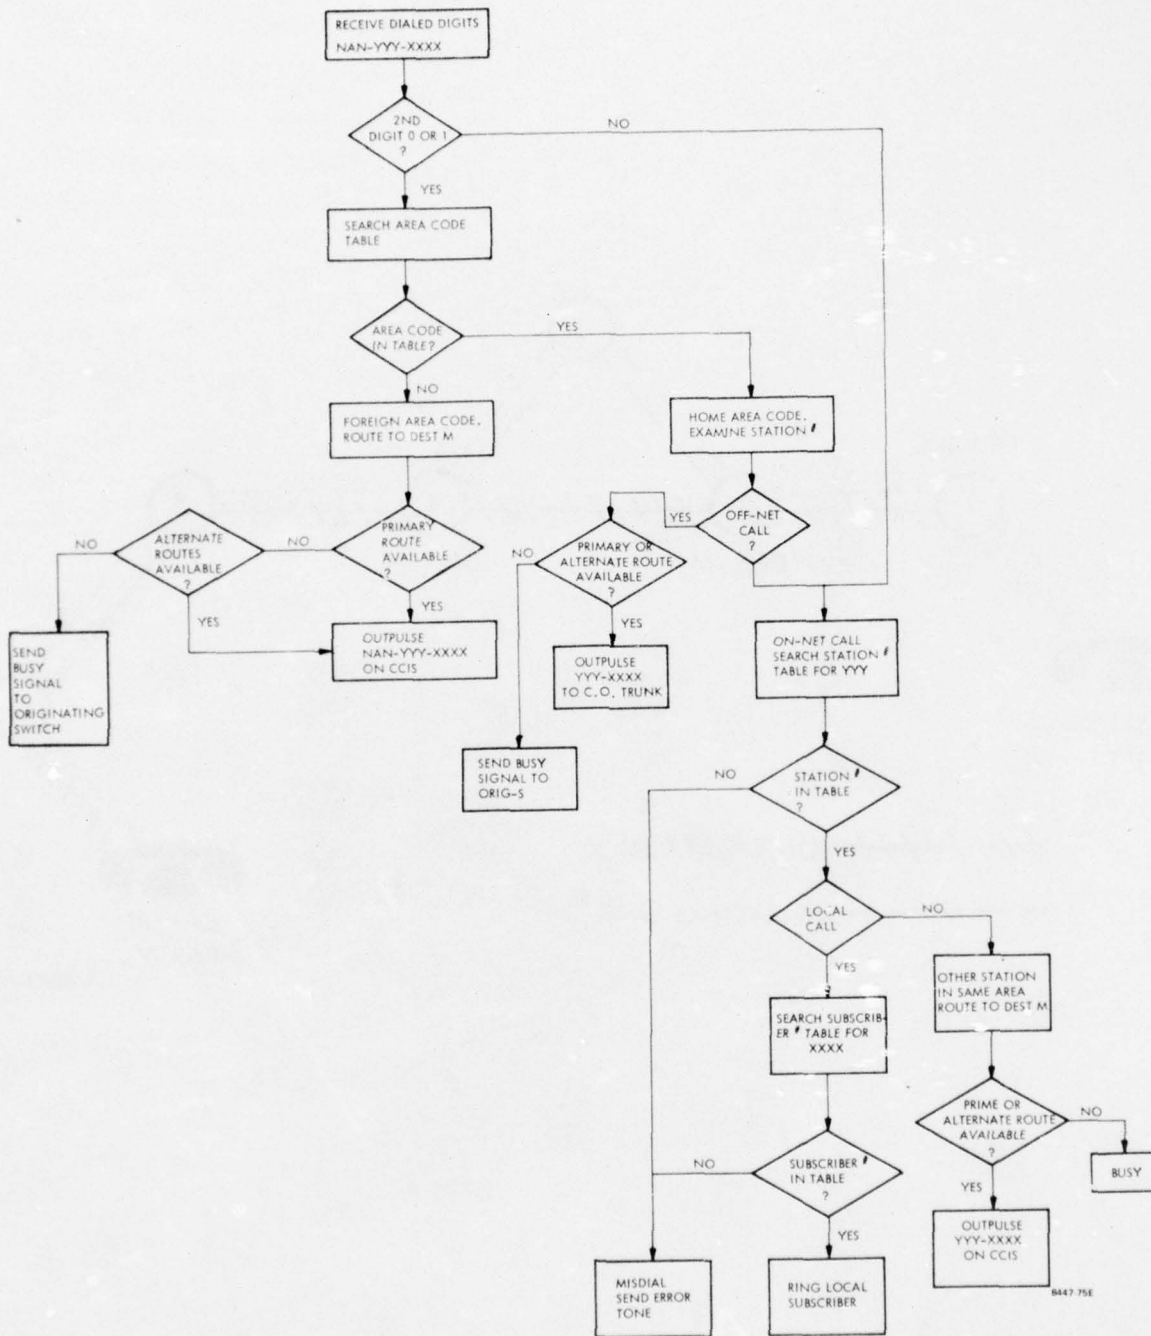 RECEIVE DIALED DIGITS
NAN-YYY-XXXX
2ND
DIGIT 0 OR 1
?
NO
YES
SEARCH AREA CODE
TABLE
AREA CODE
IN TABLE?
YES
NO
FOREIGN AREA CODE,
ROUTE TO DEST M
HOME AREA CODE,
EXAMINE STATION #
OFF-NET
CALL
?
YES
PRIMARY
ROUTE
AVAILABLE
?
NO
YES
ALTERNATE
ROUTES
AVAILABLE
?
NO
YES
SEND
BUSY
SIGNAL
TO
ORIGINATING
SWITCH
OUTPULSE
NAN-YYY-XXXX
ON CCIS
PRIMARY OR
ALTERNATE ROUTE
AVAILABLE
?
NO
YES
OUTPULSE
YYY-XXXX
TO C.O. TRUNK
SEND BUSY
SIGNAL TO
ORIG-S
ON-NET CALL
SEARCH STATION #
TABLE FOR YYY
STATION #
IN TABLE
?
NO
YES
LOCAL
CALL
NO
YES
OTHER STATION
IN SAME AREA
ROUTE TO DEST M
SEARCH SUBSCRIB-
ER # TABLE FOR
XXXX
PRIME OR
ALTERNATE ROUTE
AVAILABLE
?
NO
BUSY
YES
OUTPULSE
YYY-XXXX
ON CCIS
SUBSCRIBER #
IN TABLE
?
NO
YES
MISDIAL
SEND ERROR
TONE
RING LOCAL
SUBSCRIBER
8447-75E